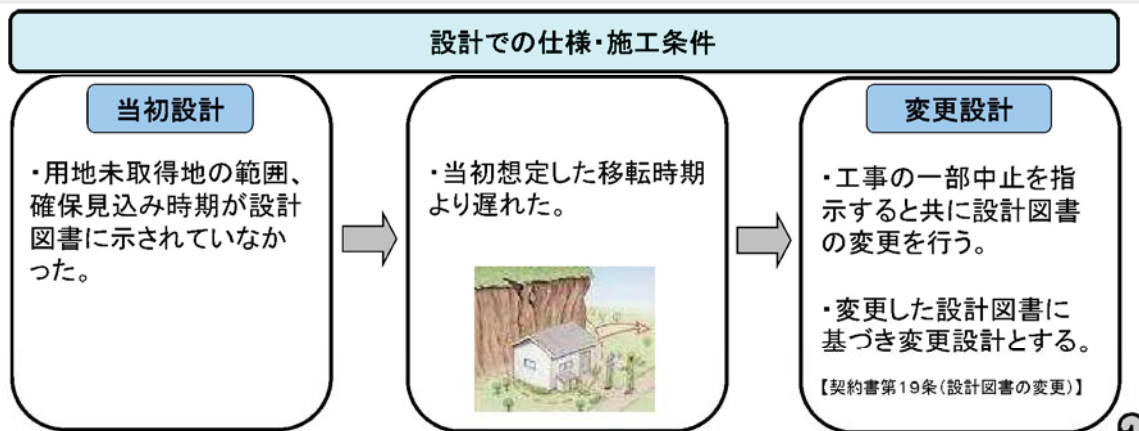 設計での仕様・施工条件
当初設計
・用地未取得地の範囲、
確保見込み時期が設計
図書に示されていなか
った。
・当初想定した移転時期
より遅れた。
変更設計
・工事の一部中止を指
示すると共に設計図書
の変更を行う。
・変更した設計図書に
基づき変更設計とする。
【契約書第19条(設計図書の変更)】